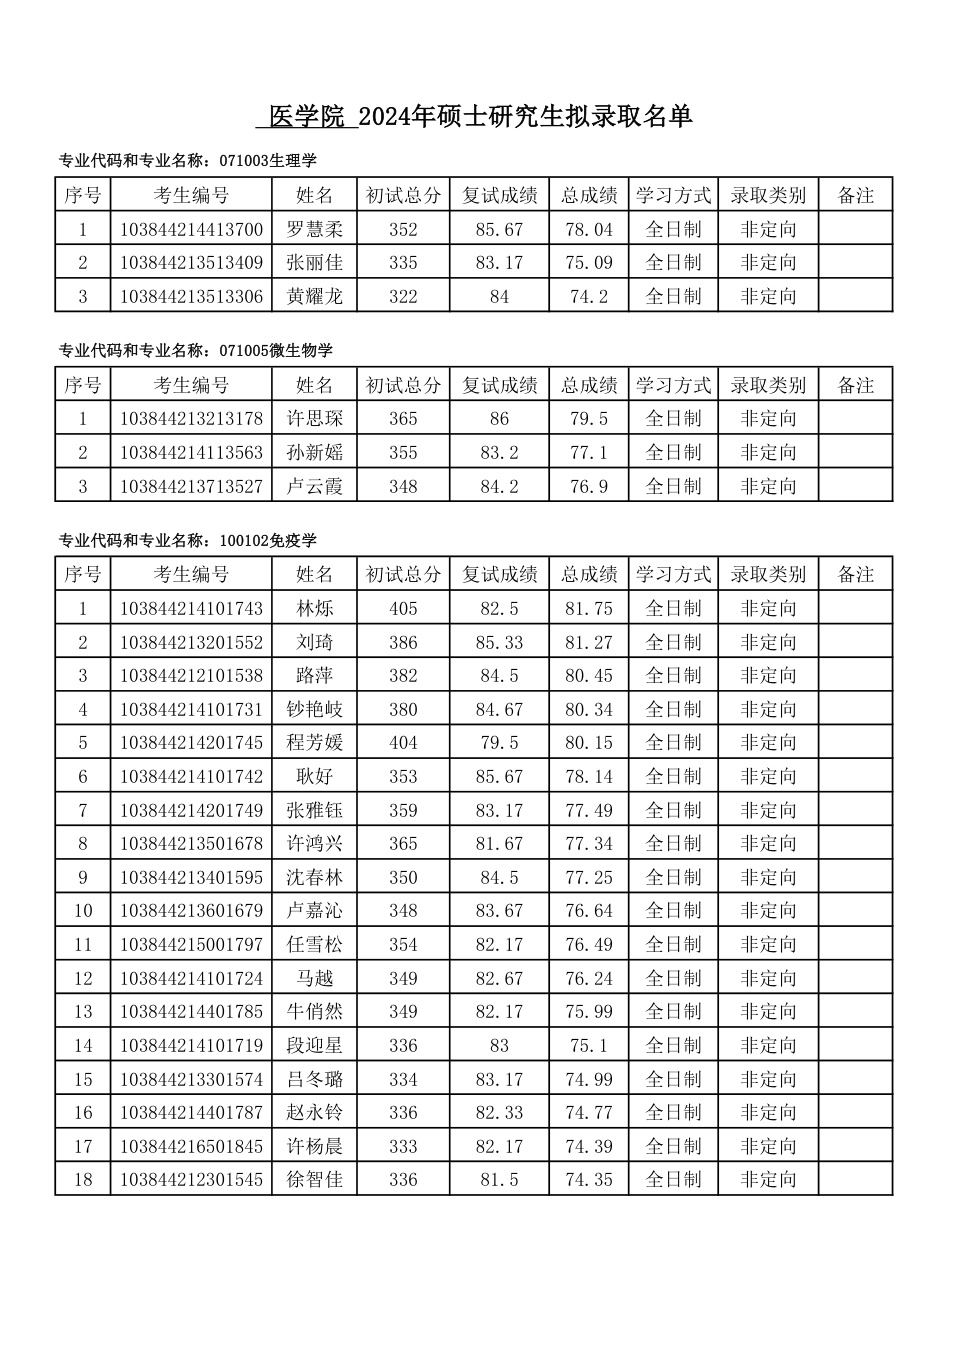 医学院 2024年硕士研究生拟录取名单
专业代码和专业名称：071003生理学
序号 考生编号 姓名 初试总分 复试成绩 总成绩 学习方式 录取类别 备注
1 103844214413700 罗慧柔 352 85.67 78.04 全日制 非定向
2 103844213513409 张丽佳 335 83.17 75.09 全日制 非定向
3 103844213513306 黄耀龙 322 84 74.2 全日制 非定向
专业代码和专业名称：071005微生物学
序号 考生编号 姓名 初试总分 复试成绩 总成绩 学习方式 录取类别 备注
1 103844213213178 许思琛 365 86 79.5 全日制 非定向
2 103844214113563 孙新媱 355 83.2 77.1 全日制 非定向
3 103844213713527 卢云霞 348 84.2 76.9 全日制 非定向
专业代码和专业名称：100102免疫学
序号 考生编号 姓名 初试总分 复试成绩 总成绩 学习方式 录取类别 备注
1 103844214101743 林烁 405 82.5 81.75 全日制 非定向
2 103844213201552 刘琦 386 85.33 81.27 全日制 非定向
3 103844212101538 路萍 382 84.5 80.45 全日制 非定向
4 103844214101731 钞艳岐 380 84.67 80.34 全日制 非定向
5 103844214201745 程芳媛 404 79.5 80.15 全日制 非定向
6 103844214101742 耿好 353 85.67 78.14 全日制 非定向
7 103844214201749 张雅钰 359 83.17 77.49 全日制 非定向
8 103844213501678 许鸿兴 365 81.67 77.34 全日制 非定向
9 103844213401595 沈春林 350 84.5 77.25 全日制 非定向
10 103844213601679 卢嘉沁 348 83.67 76.64 全日制 非定向
11 103844215001797 任雪松 354 82.17 76.49 全日制 非定向
12 103844214101724 马越 349 82.67 76.24 全日制 非定向
13 103844214401785 牛俏然 349 82.17 75.99 全日制 非定向
14 103844214101719 段迎星 336 83 75.1 全日制 非定向
15 103844213301574 吕冬璐 334 83.17 74.99 全日制 非定向
16 103844214401787 赵永铃 336 82.33 74.77 全日制 非定向
17 103844216501845 许杨晨 333 82.17 74.39 全日制 非定向
18 103844212301545 徐智佳 336 81.5 74.35 全日制 非定向